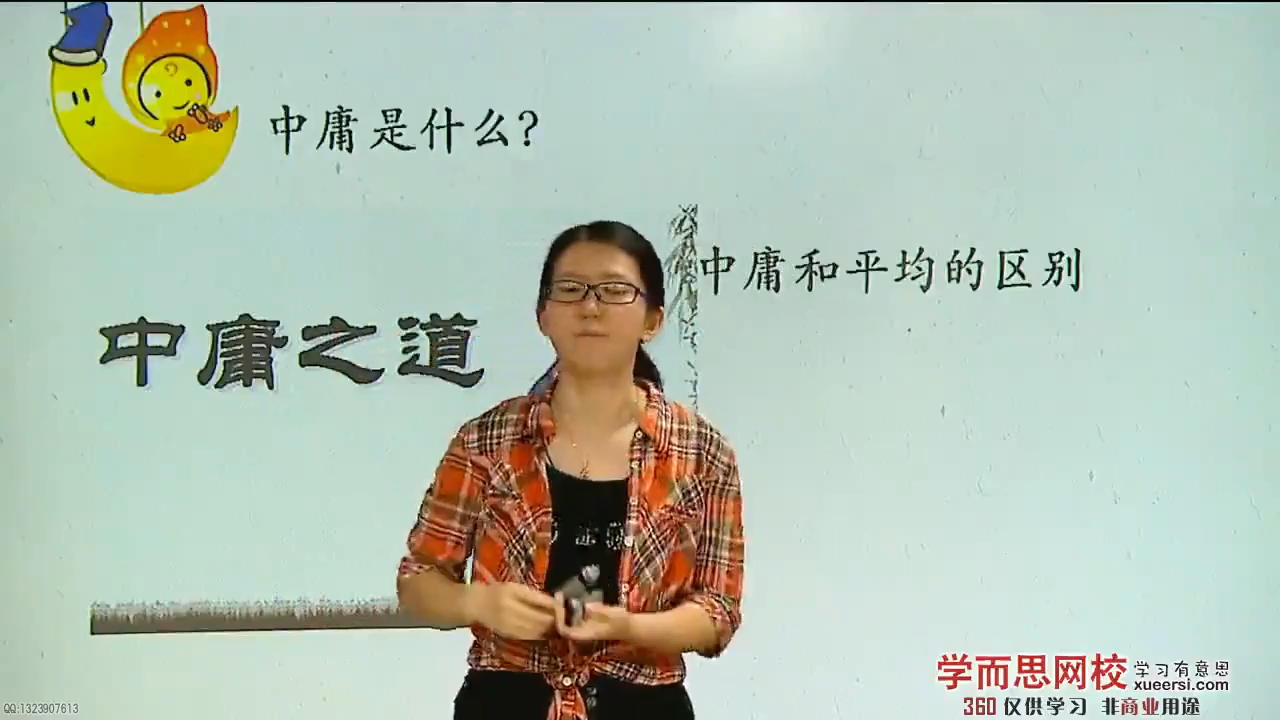 中庸是什么?
中庸和平均的区别
中庸之道
学而思网校 学习有意思
xueersi.com
360 仅供学习 非商业用途
QQ:1323907613